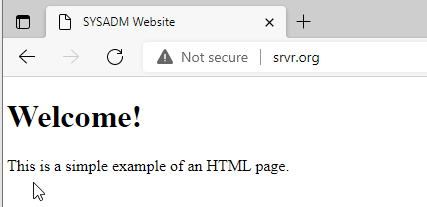 SYSADM Website
Not secure srvr.org
Welcome!
This is a simple example of an HTML page.